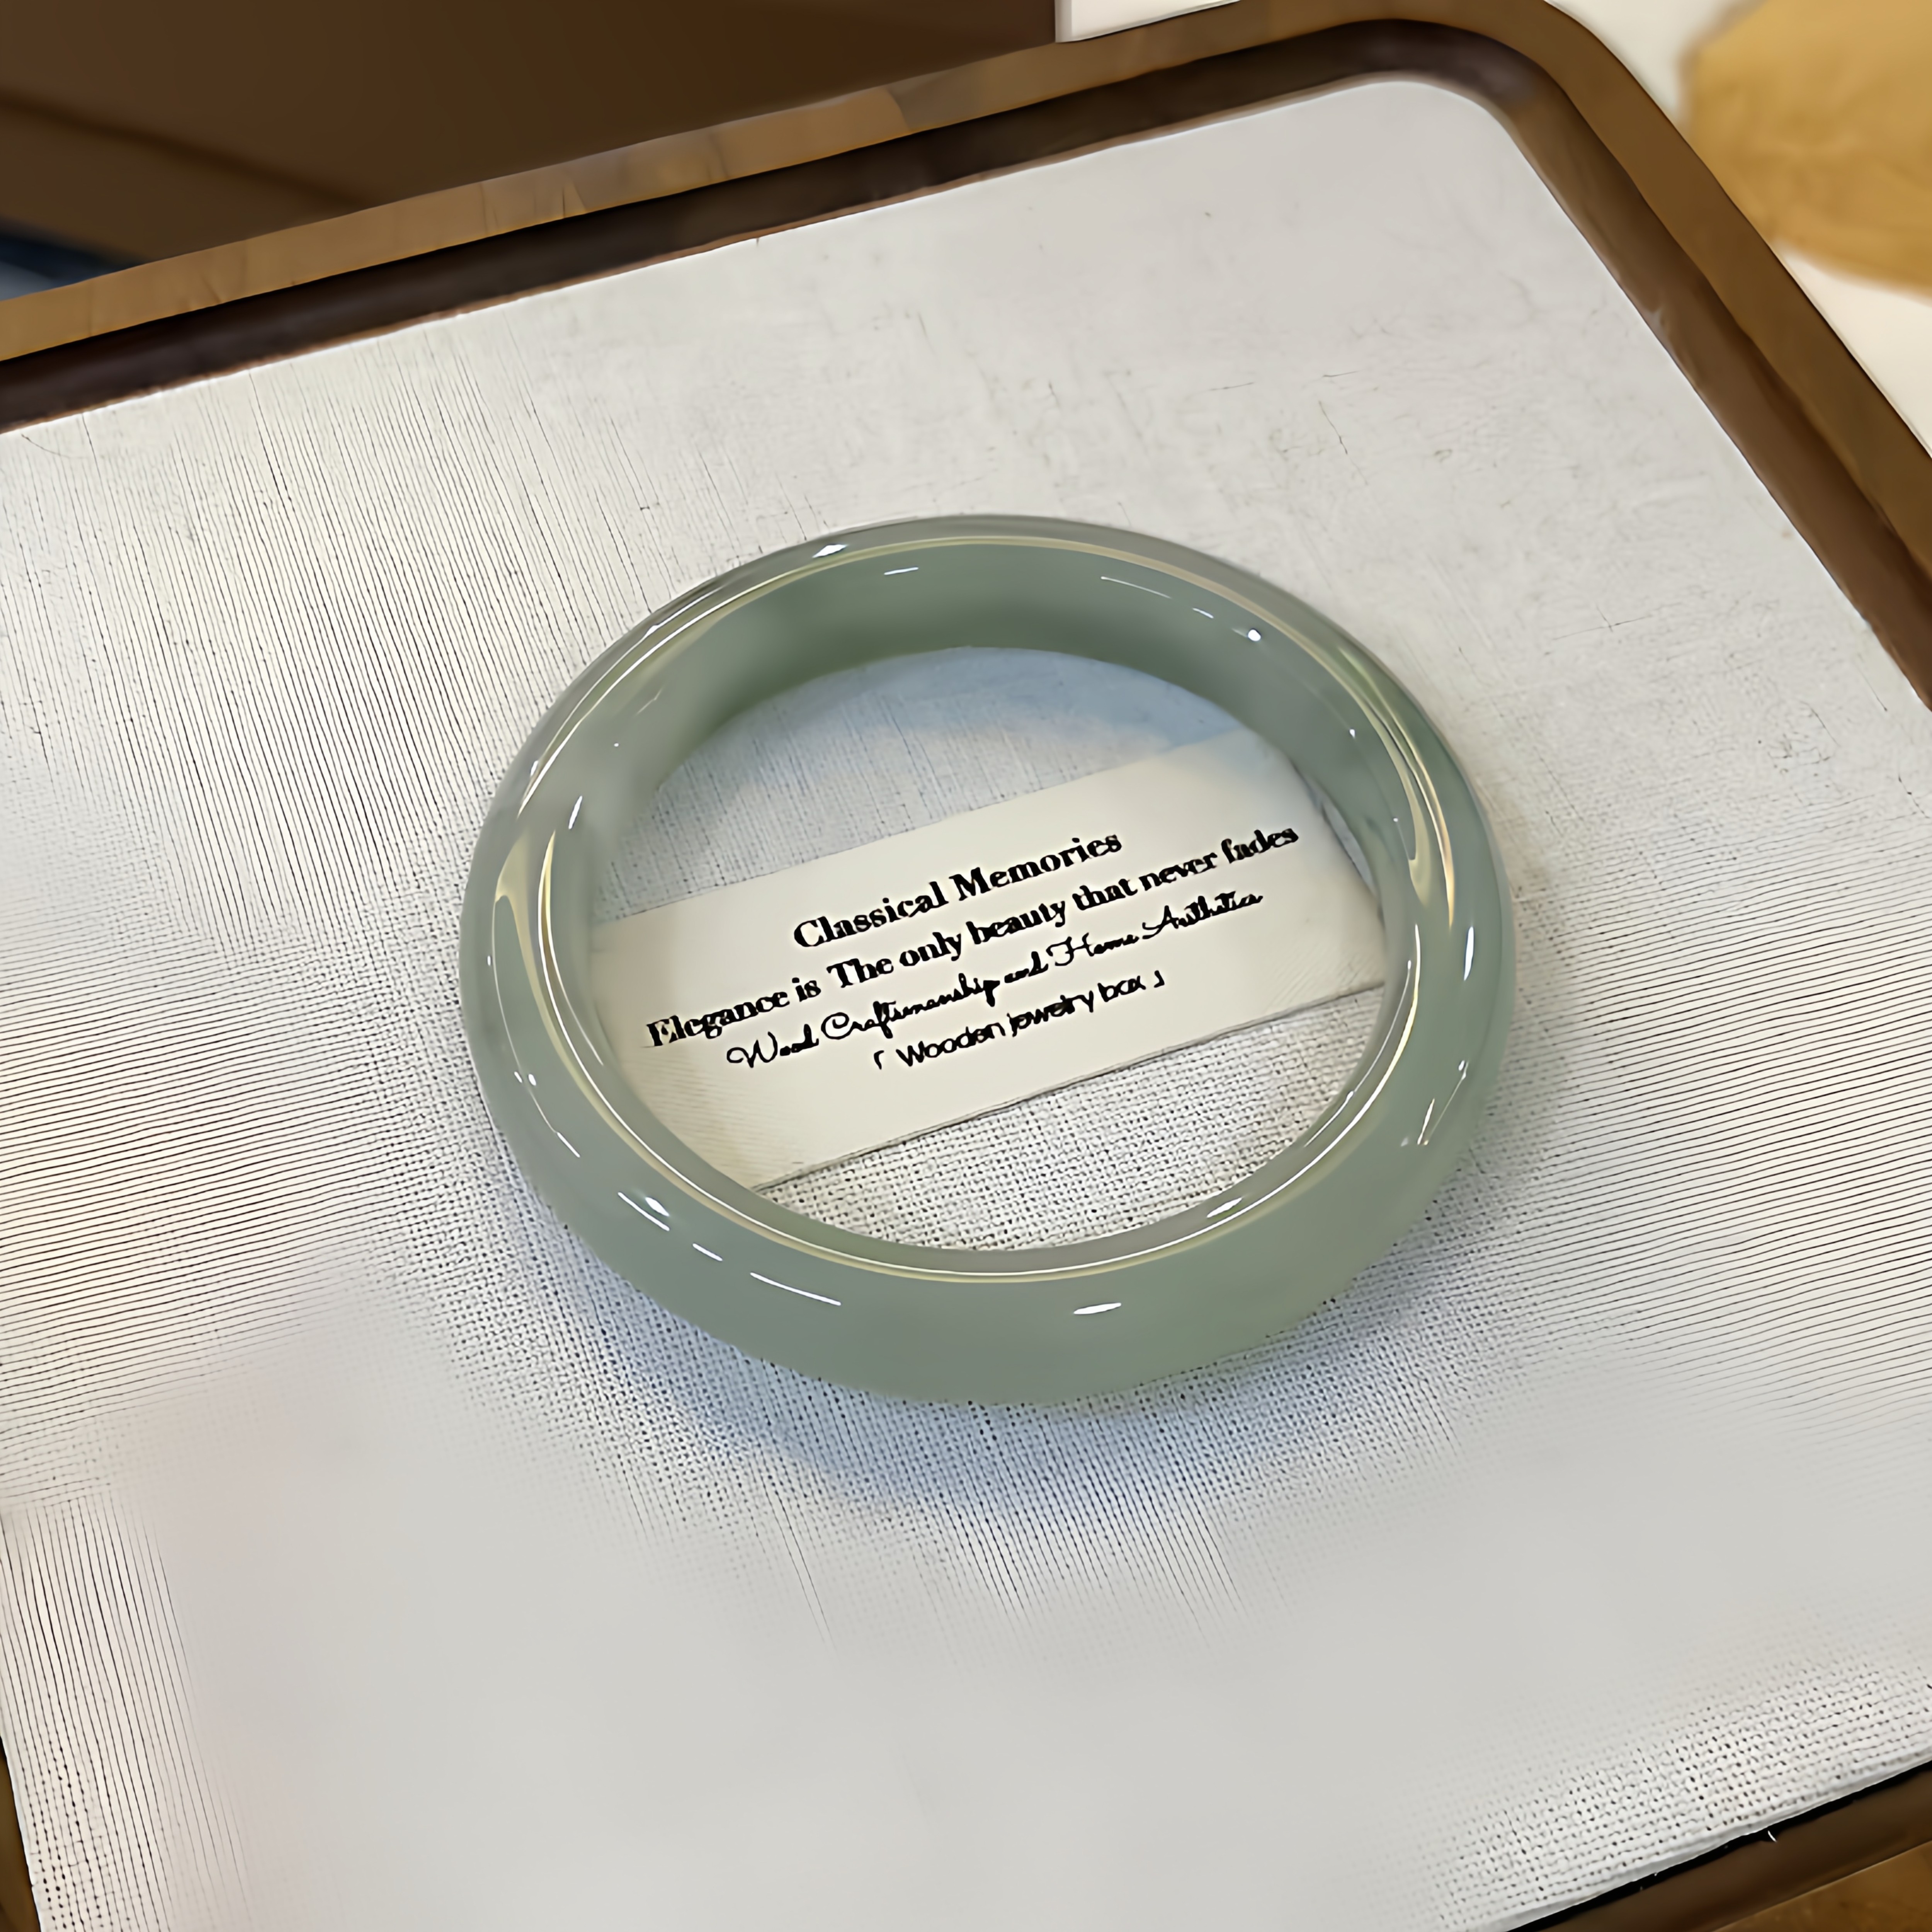 Classical Memories
Elegance is The only beauty that never fades
Wood Craftsmanship and Home Aesthetics
「 Wooden jewelry box 」